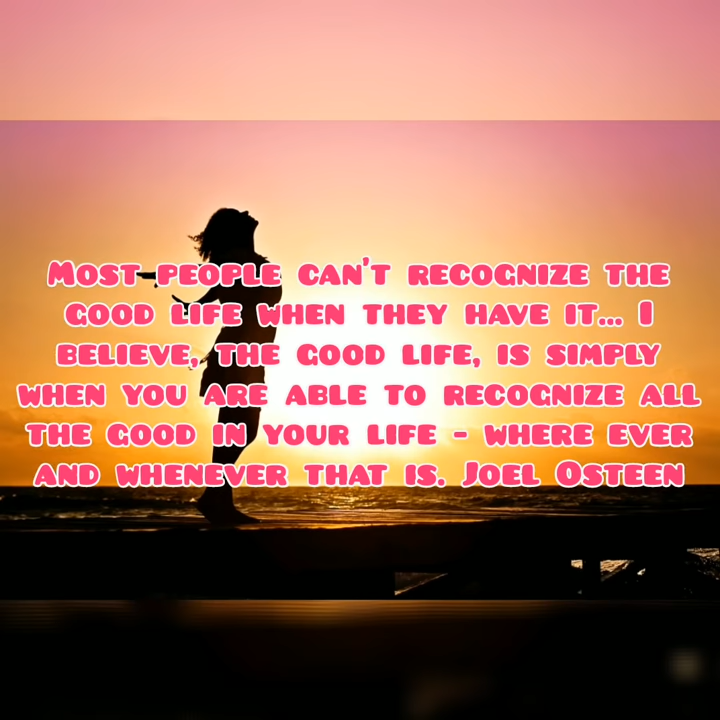 Most people can't recognize the
good life when they have it... I
believe, the good life, is simply
when you are able to recognize all
the good in your life - where ever
and whenever that is. Joel Osteen